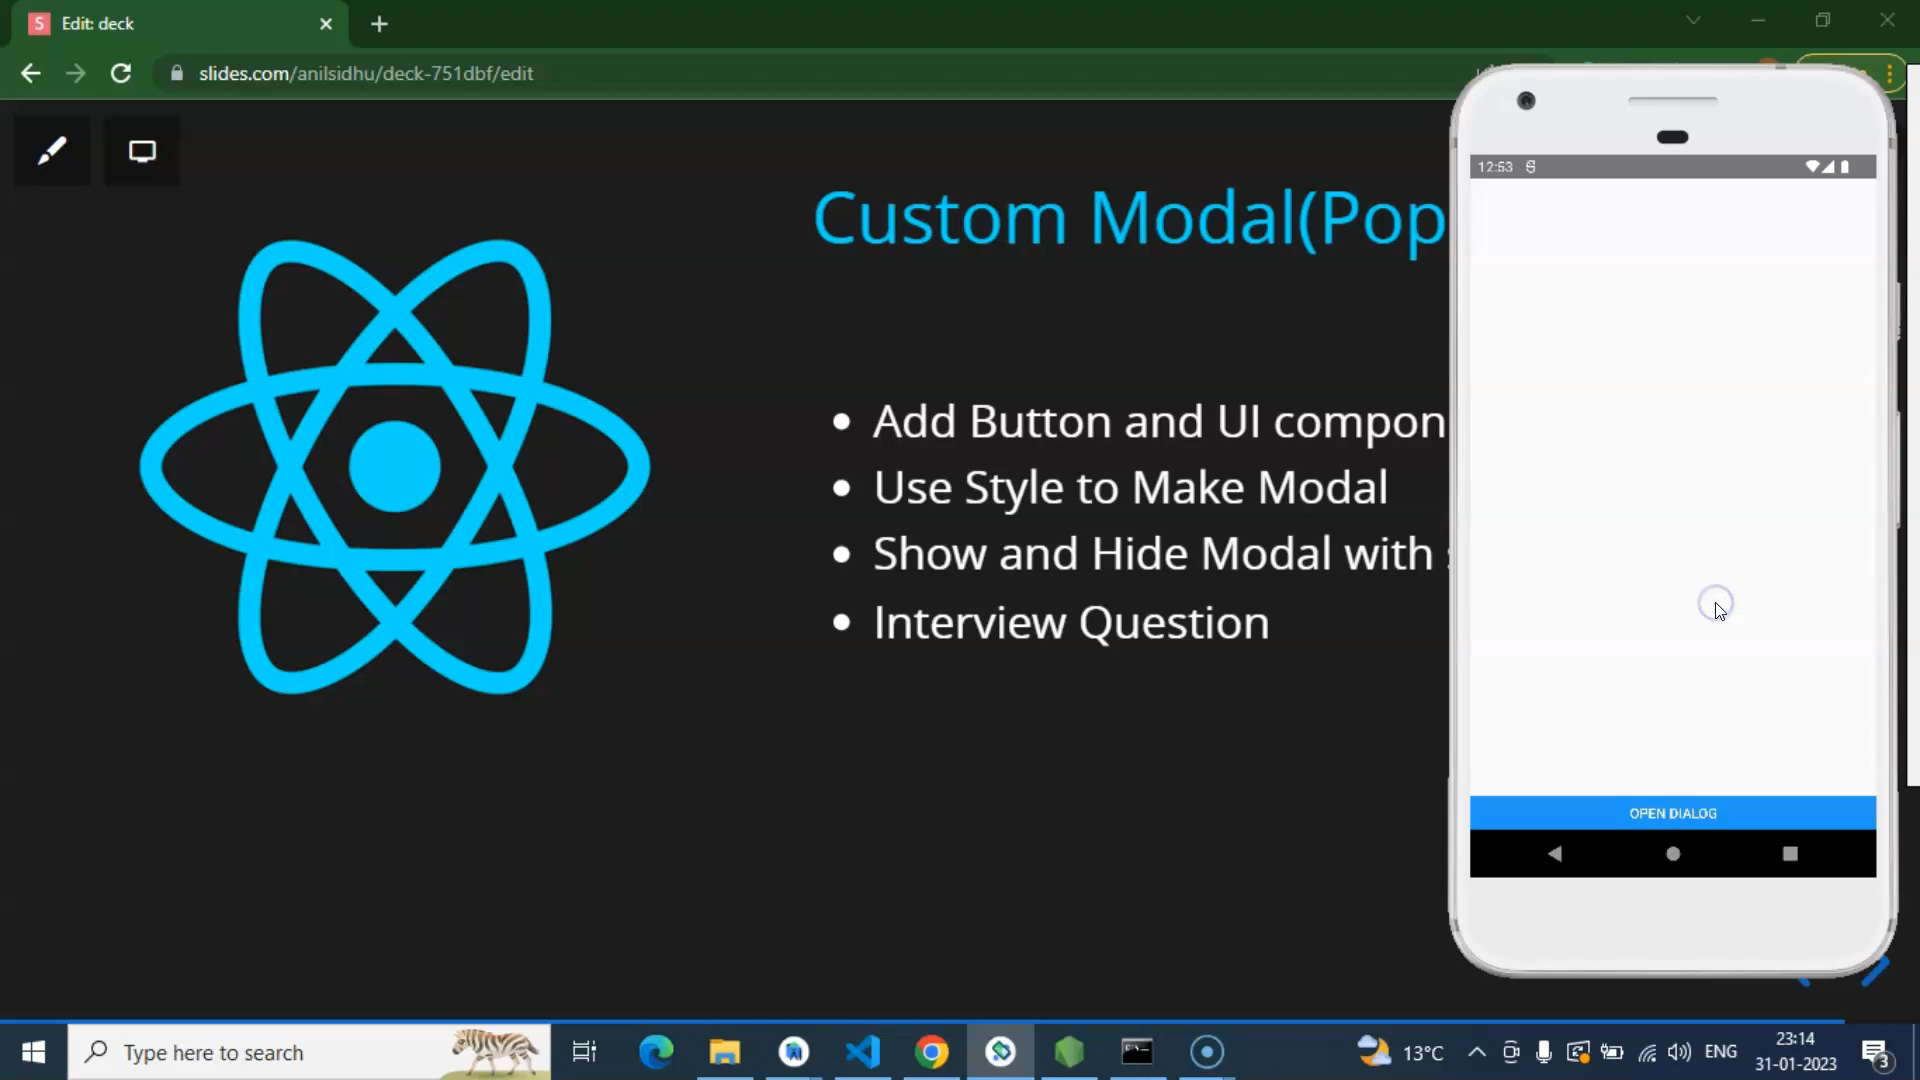 S Edit: deck
slides.com/anilsidhu/deck-751dbf/edit
12:53
Custom Modal(Pop
Add Button and UI compon
Use Style to Make Modal
Show and Hide Modal with
Interview Question
OPEN DIALOG
Type here to search
13°C
ENG
23:14
31-01-2023
3